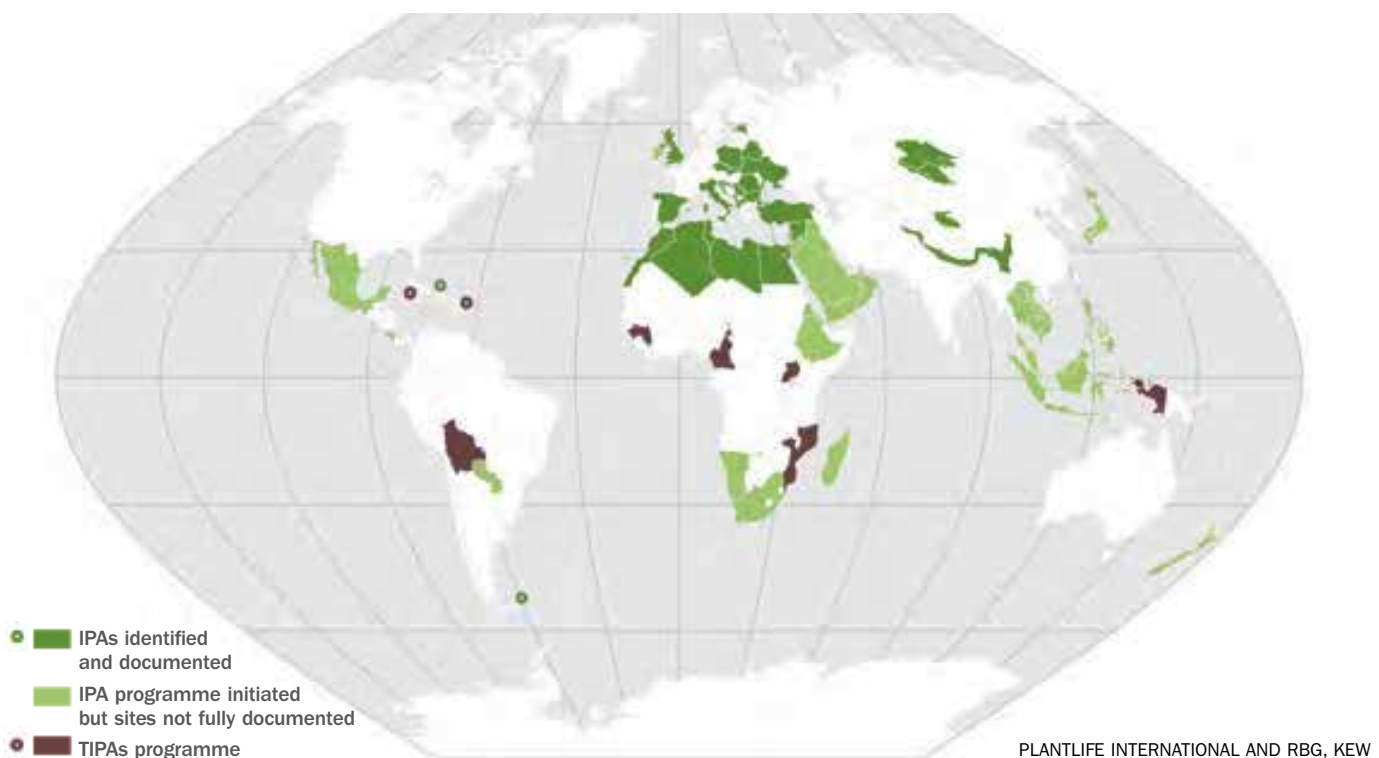 IPAs identified
and documented
IPA programme initiated
but sites not fully documented
TIPAs programme
PLANTLIFE INTERNATIONAL AND RBG, KEW